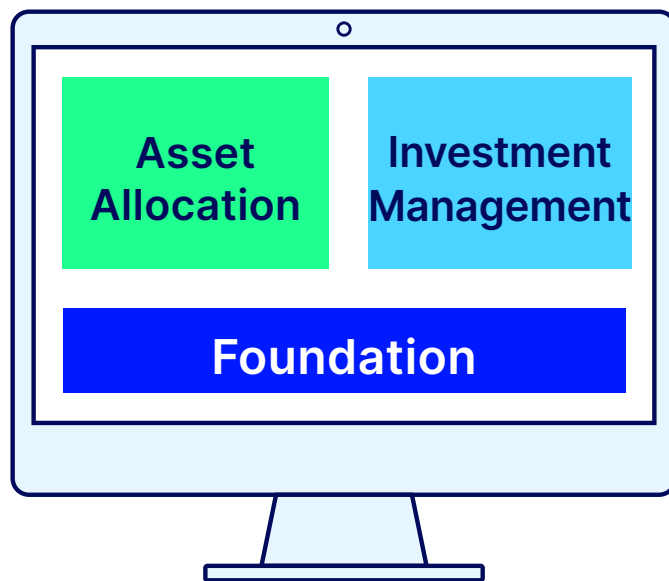 Asset
Allocation
Investment
Management
Foundation